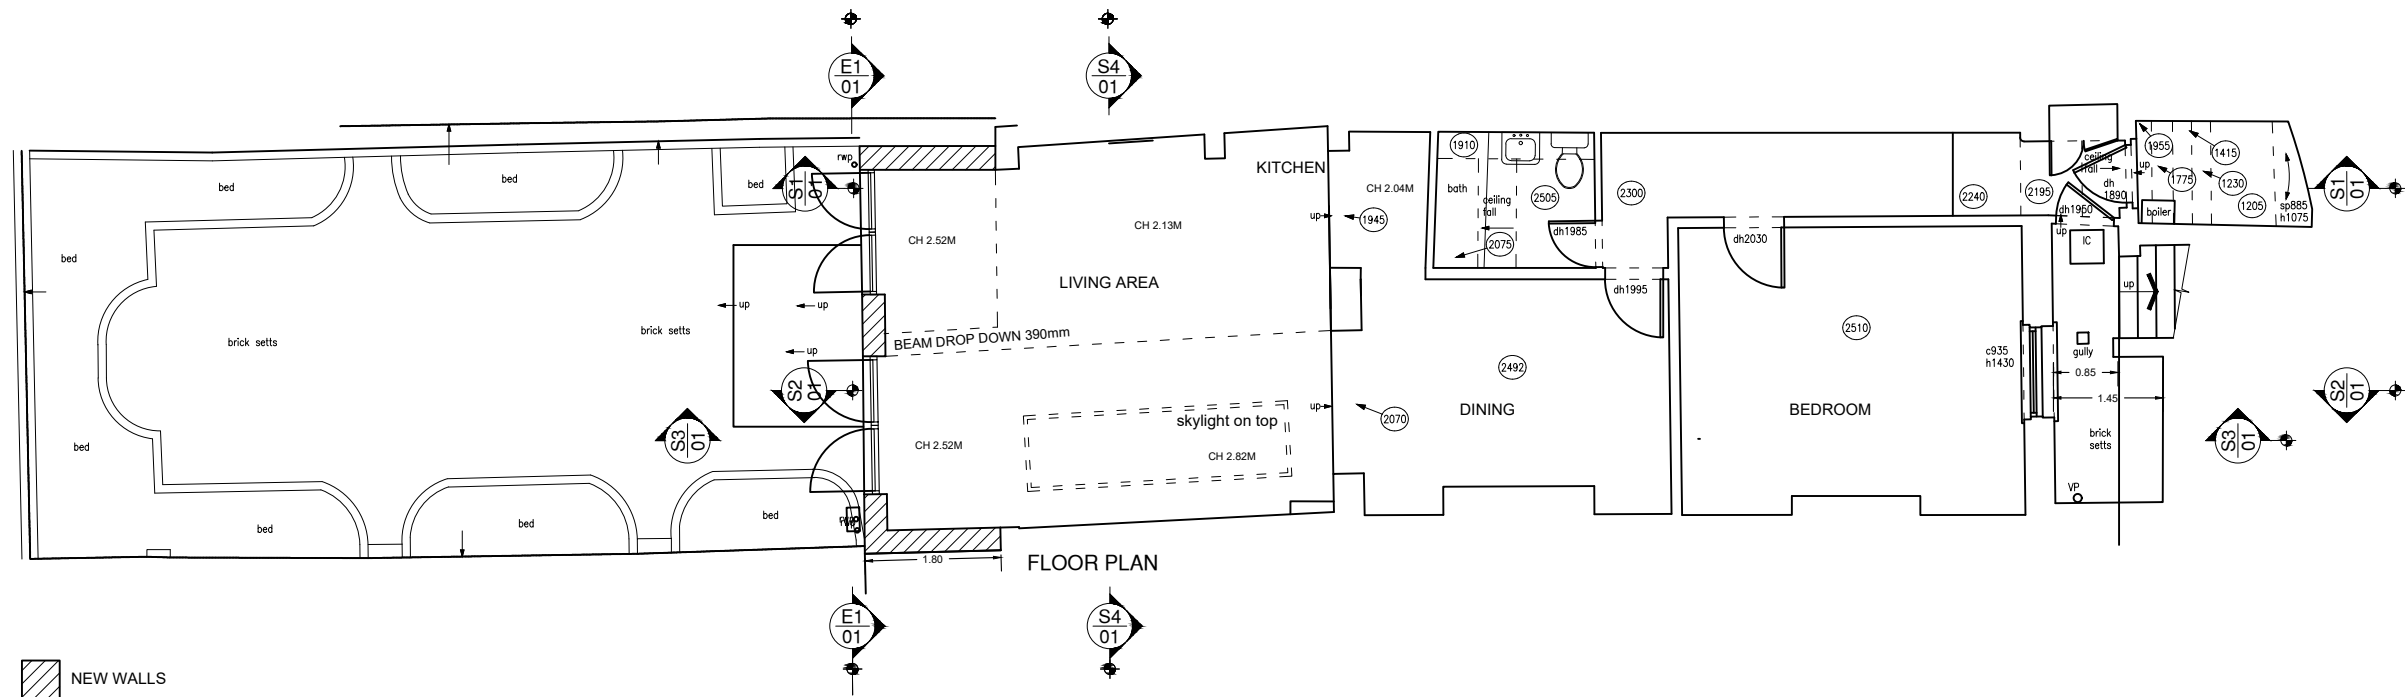 E1
01
S4
01
bed
bed
bed
rwp
S1
01
KITCHEN
CH 2.04M
1910
bath
ceiling
fall
2505
2075
dh1985
2300
2240
2195
ceiling
fall
up
dh
1890
dh1960
up
boiler
IC
1955
1415
1775
1230
1205
sp885
h1075
S1
01
CH 2.52M
CH 2.13M
up
1945
LIVING AREA
dh1995
dh2030
bed
brick setts
brick setts
up
up
up
BEAM DROP DOWN 390mm
2510
2492
c935
h1430
up
gully
0.85
1.45
S2
01
S2
01
S3
01
skylight on top
up
2070
DINING
BEDROOM
CH 2.52M
CH 2.82M
brick
setts
S3
01
VP
bed
bed
bed
bed
1.80
FLOOR PLAN
E1
01
S4
01
NEW WALLS